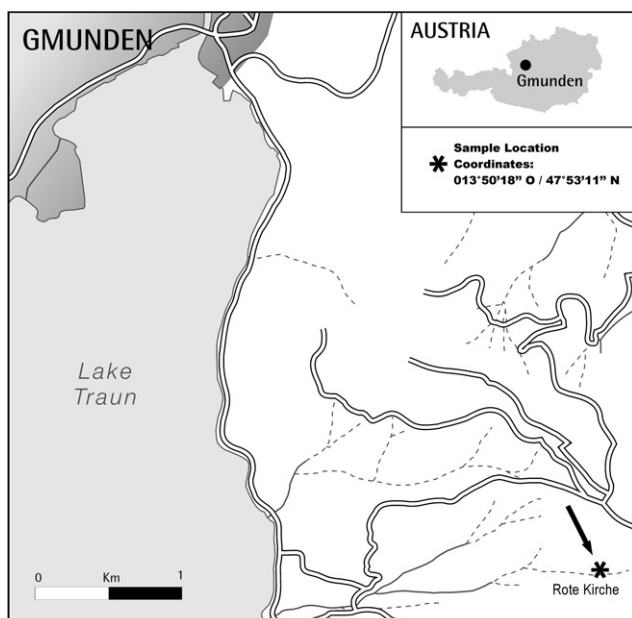 GMUNDEN
AUSTRIA
Gmunden
Sample Location
Coordinates:
013°50'18" O / 47°53'11" N
Lake
Traun
0 Km 1
Rote Kirche